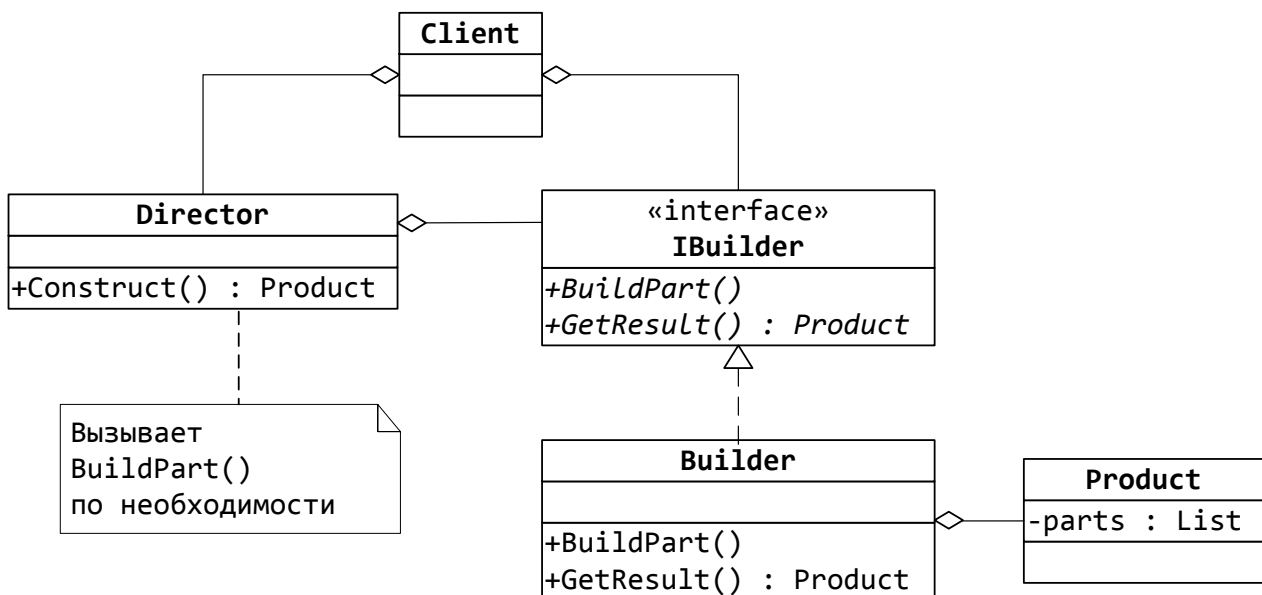 Client
Director
+Construct() : Product
«interface»
IBuilder
+BuildPart()
+GetResult() : Product
Вызывает
BuildPart()
по необходимости
Builder
+BuildPart()
+GetResult() : Product
Product
-parts : List